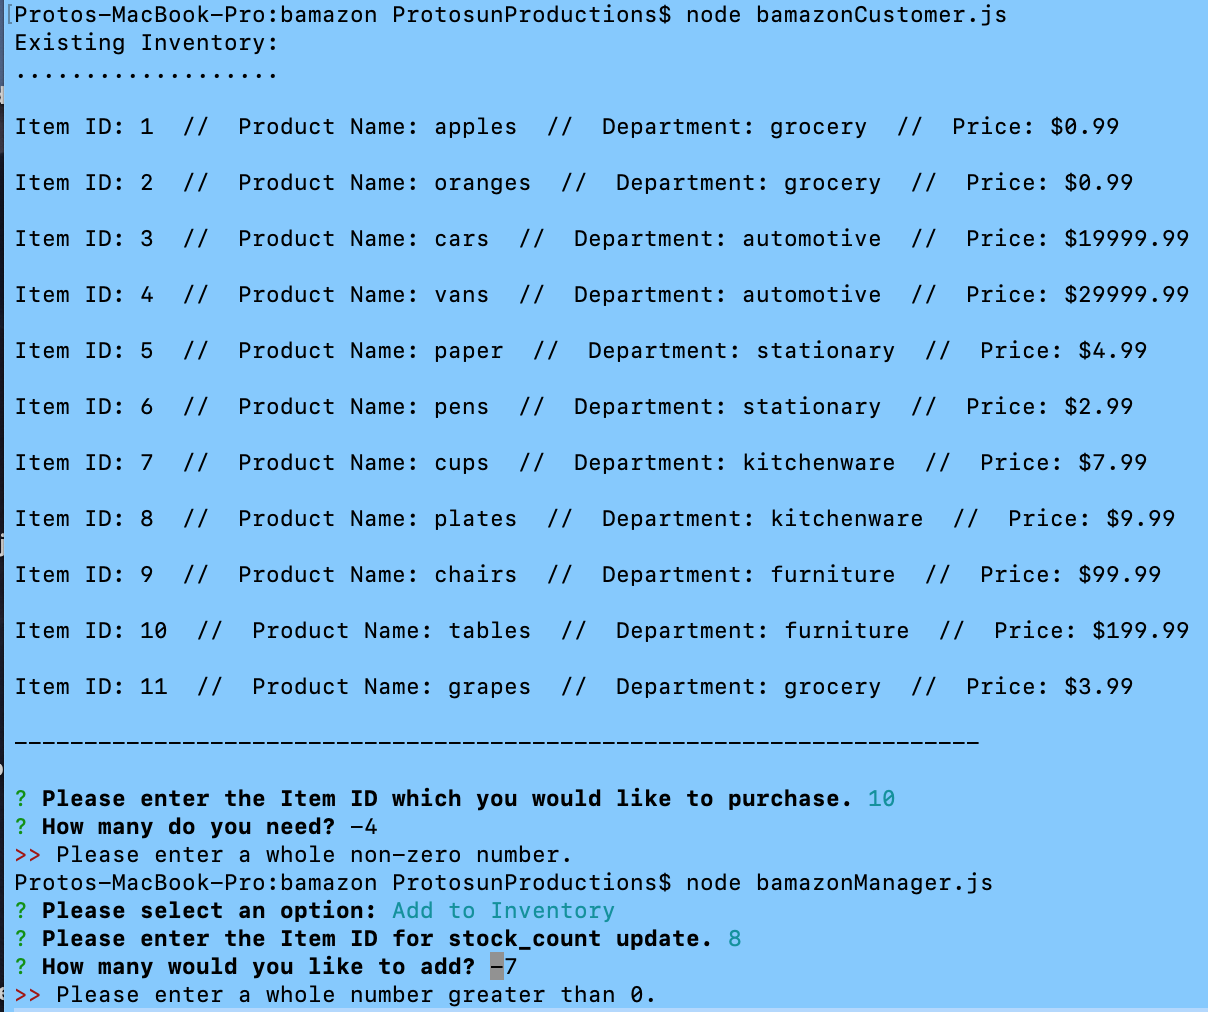 Protos-MacBook-Pro:bamazon ProtosunProductions$ node bamazonCustomer.js
Existing Inventory:
...................
Item ID: 1  //  Product Name: apples  //  Department: grocery  //  Price: $0.99
Item ID: 2  //  Product Name: oranges  //  Department: grocery  //  Price: $0.99
Item ID: 3  //  Product Name: cars  //  Department: automotive  //  Price: $19999.99
Item ID: 4  //  Product Name: vans  //  Department: automotive  //  Price: $29999.99
Item ID: 5  //  Product Name: paper  //  Department: stationary  //  Price: $4.99
Item ID: 6  //  Product Name: pens  //  Department: stationary  //  Price: $2.99
Item ID: 7  //  Product Name: cups  //  Department: kitchenware  //  Price: $7.99
Item ID: 8  //  Product Name: plates  //  Department: kitchenware  //  Price: $9.99
Item ID: 9  //  Product Name: chairs  //  Department: furniture  //  Price: $99.99
Item ID: 10  //  Product Name: tables  //  Department: furniture  //  Price: $199.99
Item ID: 11  //  Product Name: grapes  //  Department: grocery  //  Price: $3.99
---------------------------------------------------------------------
? Please enter the Item ID which you would like to purchase. 10
? How many do you need? -4
>> Please enter a whole non-zero number.
Protos-MacBook-Pro:bamazon ProtosunProductions$ node bamazonManager.js
? Please select an option: Add to Inventory
? Please enter the Item ID for stock_count update. 8
? How many would you like to add? -7
>> Please enter a whole number greater than 0.